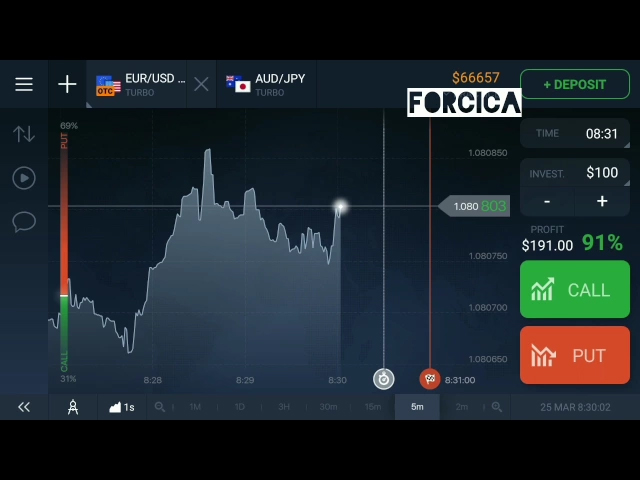 EUR/USD ...
TURBO
OTC
AUD/JPY
TURBO
$66657
+ DEPOSIT
FORCICA
69%
PUT
TIME 08:31
1.080850
INVEST. $100
- +
1.080803
PROFIT
$191.00 91%
1.080750
CALL
1.080700
PUT
1.080650
CALL
31%
8:28 8:29 8:30 8:31:00
1s 1M 1D 3H 30m 15m 5m 2m 25 MAR 8:30:02